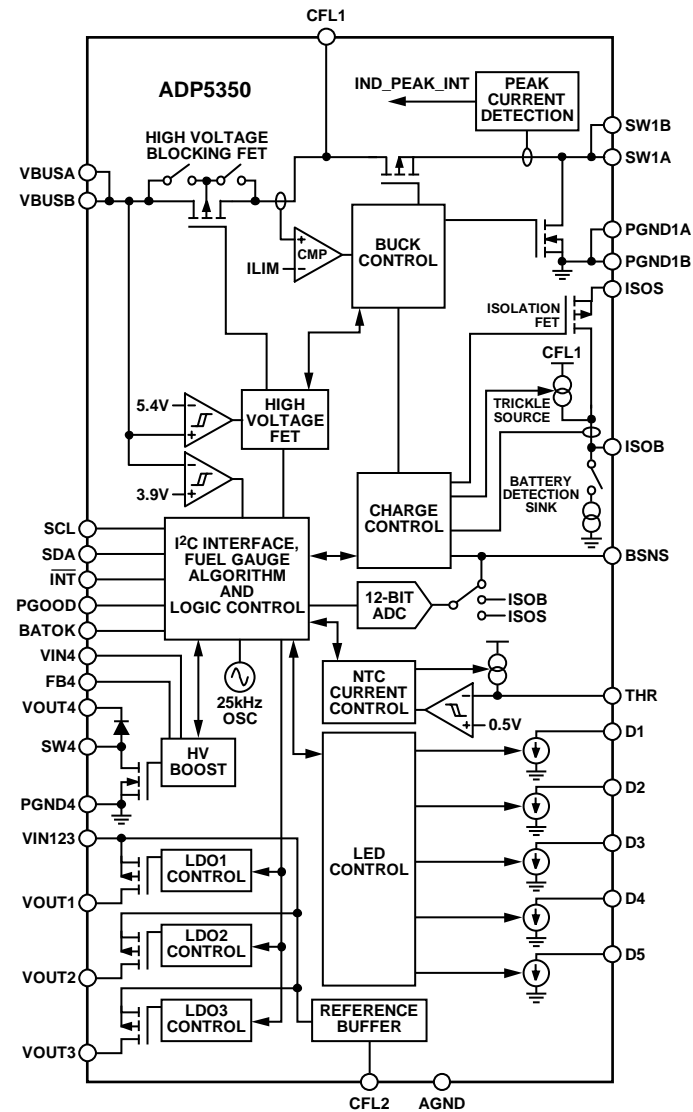 CFL1
ADP5350
IND_PEAK_INT
PEAK
CURRENT
DETECTION
HIGH VOLTAGE
BLOCKING FET
SW1B
SW1A
VBUSA
VBUSB
BUCK
CONTROL
+
CMP
ILIM
−
PGND1A
PGND1B
ISOS
ISOLATION
FET
CFL1
TRICKLE
SOURCE
5.4V
−
+
HIGH
VOLTAGE
FET
ISOB
BATTERY
DETECTION
SINK
−
3.9V
+
CHARGE
CONTROL
SCL
SDA
INT
PGOOD
BATOK
I2C INTERFACE,
FUEL GAUGE
ALGORITHM
AND
LOGIC CONTROL
BSNS
12-BIT
ADC
ISOB
ISOS
VIN4
FB4
VOUT4
SW4
PGND4
25kHz
OSC
HV
BOOST
NTC
CURRENT
CONTROL
−
+
0.5V
THR
D1
D2
D3
D4
D5
LED
CONTROL
VIN123
LDO1
CONTROL
VOUT1
LDO2
CONTROL
VOUT2
LDO3
CONTROL
VOUT3
REFERENCE
BUFFER
CFL2
AGND